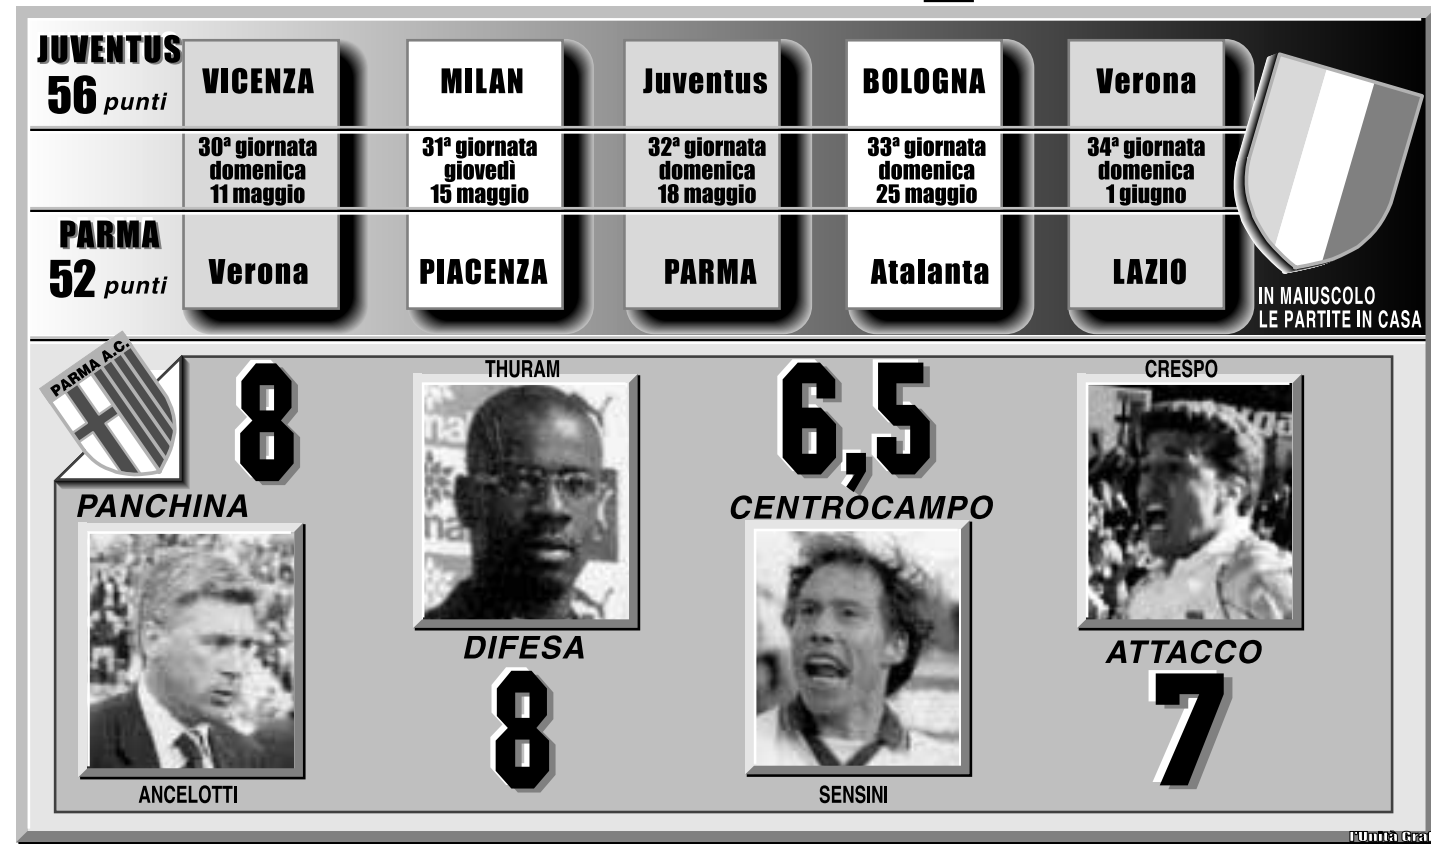 JUVENTUS
56 punti
VICENZA
MILAN
Juventus
BOLOGNA
Verona
30ª giornata
domenica
11 maggio
31ª giornata
giovedì
15 maggio
32ª giornata
domenica
18 maggio
33ª giornata
domenica
25 maggio
34ª giornata
domenica
1 giugno
PARMA
52 punti
Verona
PIACENZA
PARMA
Atalanta
LAZIO
IN MAIUSCOLO
LE PARTITE IN CASA
PARMA A.C.
8
PANCHINA
ANCELOTTI
THURAM
DIFESA
8
6,5
CENTROCAMPO
SENSINI
CRESPO
ATTACCO
7
l'Unità Graf